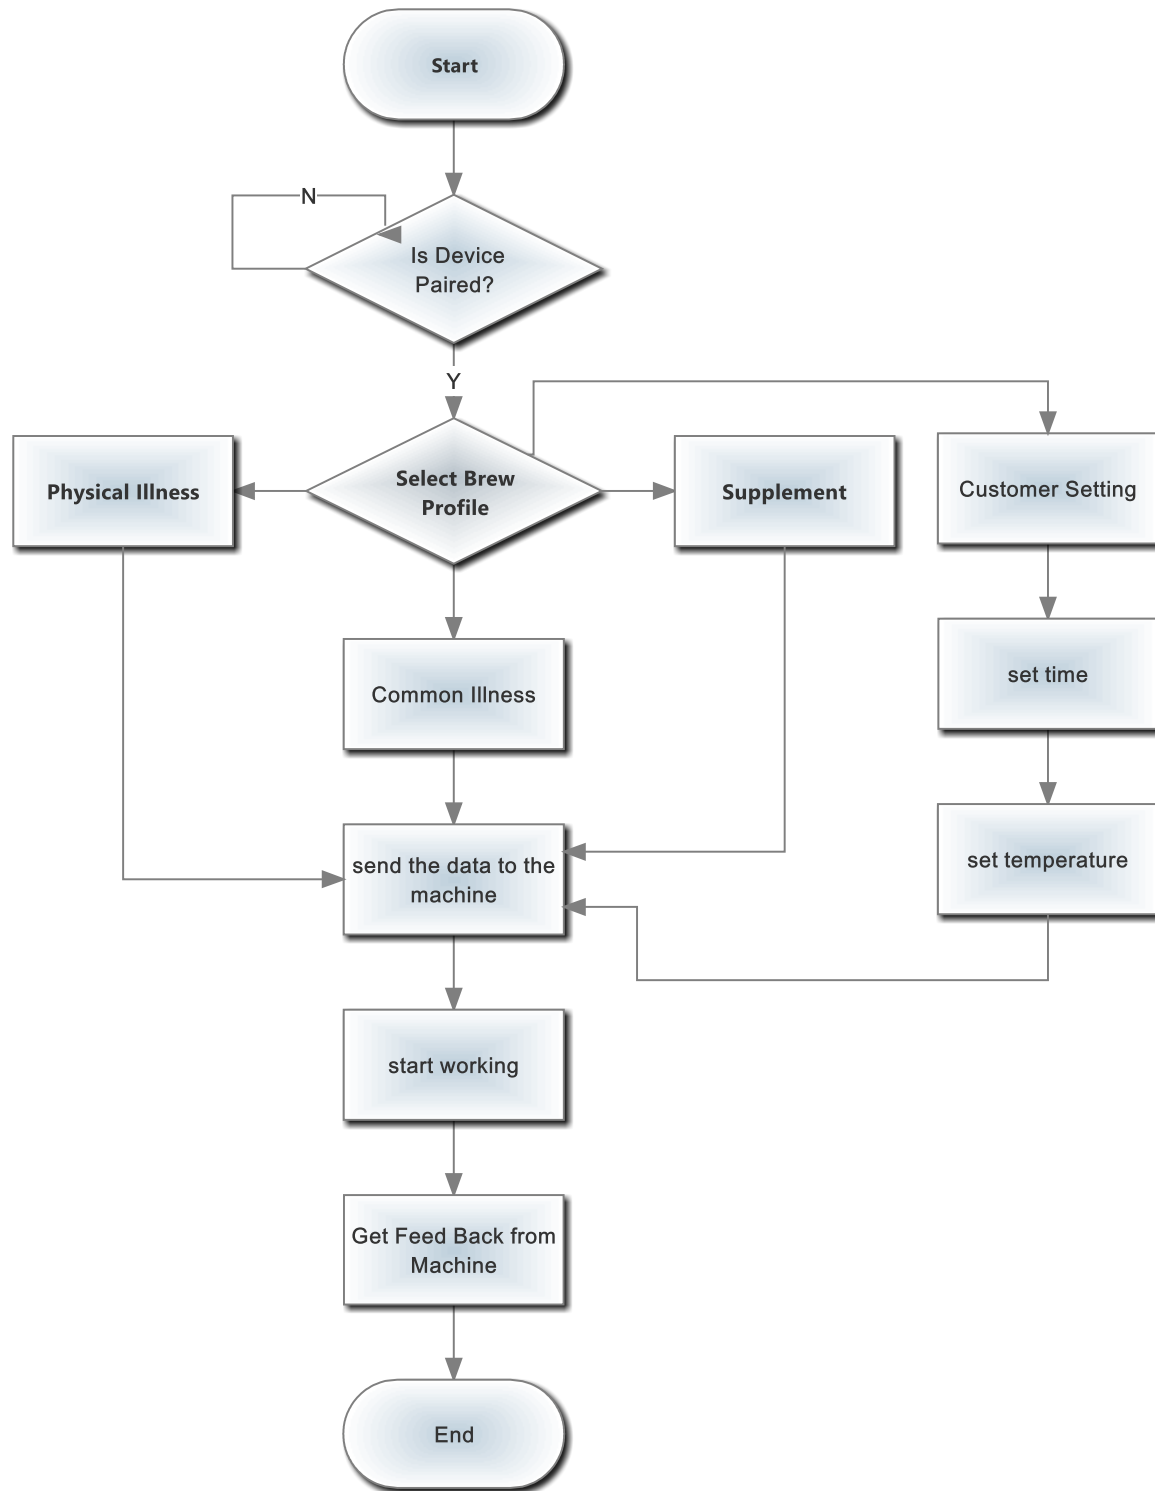 Start
N
Is Device
Paired?
Y
Physical Illness
Select Brew
Profile
Supplement
Customer Setting
set time
Common Illness
send the data to the
machine
set temperature
start working
Get Feed Back from
Machine
End